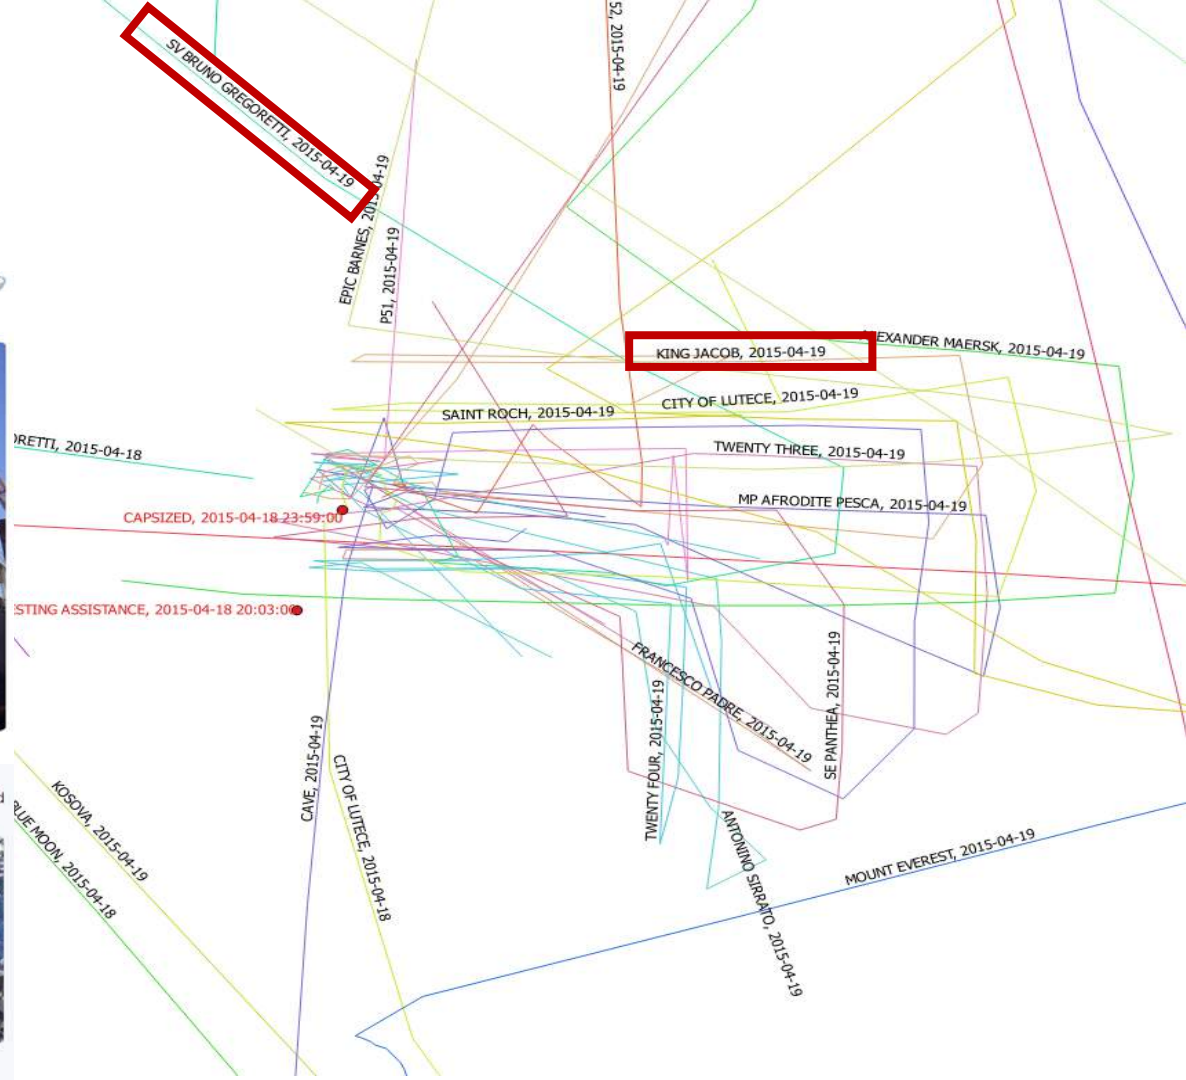 52, 2015-04-19
SV BRUNO GREGORETTI, 2015-04-19
EPIC BARNES, 2015-04-19
P51, 2015-04-19
KING JACOB, 2015-04-19
ALEXANDER MAERSK, 2015-04-19
CITY OF LUTECE, 2015-04-19
SAINT ROCH, 2015-04-19
ORETTI, 2015-04-18
TWENTY THREE, 2015-04-19
MP AFRODITE PESCA, 2015-04-19
CAPSIZED, 2015-04-18 23:59:00
ESTING ASSISTANCE, 2015-04-18 20:03:00
FRANCESCO PADRE, 2015-04-19
SE PANTHEA, 2015-04-19
TWENTY FOUR, 2015-04-19
CAVE, 2015-04-19
CITY OF LUTECE, 2015-04-18
KOSOVA, 2015-04-19
BLUE MOON, 2015-04-18
ANTONINO SIRRATO, 2015-04-19
MOUNT EVEREST, 2015-04-19